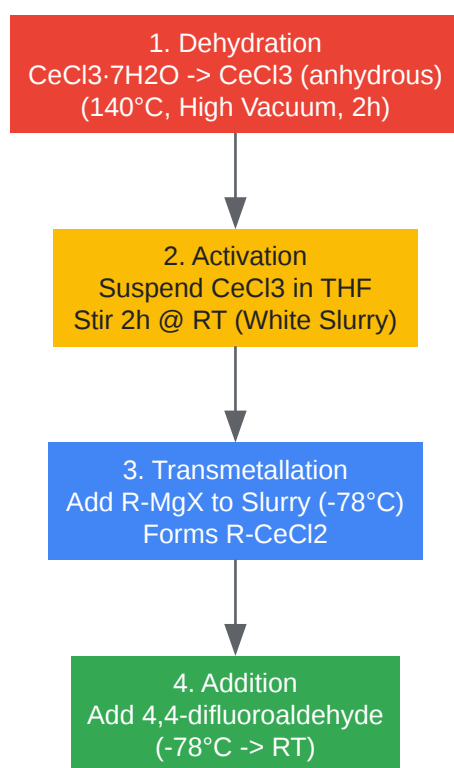 1. Dehydration
CeCl3·7H2O -> CeCl3 (anhydrous)
(140°C, High Vacuum, 2h)
2. Activation
Suspend CeCl3 in THF
Stir 2h @ RT (White Slurry)
3. Transmetallation
Add R-MgX to Slurry (-78°C)
Forms R-CeCl2
4. Addition
Add 4,4-difluoroaldehyde
(-78°C -> RT)